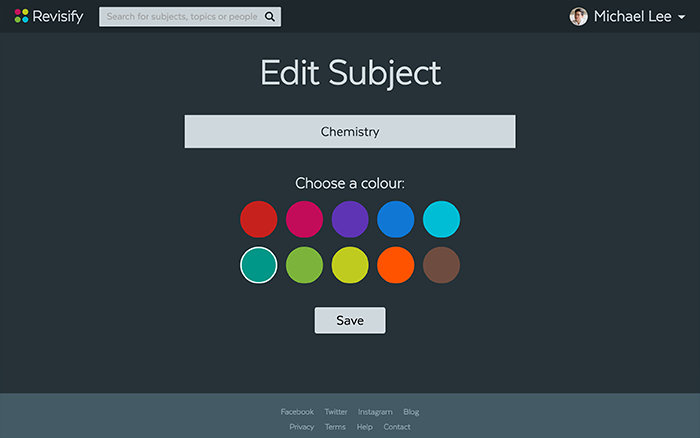 Revisify
Search for subjects, topics or people
Michael Lee
Edit Subject
Chemistry
Choose a colour:
Save
Facebook Twitter Instagram Blog
Privacy Terms Help Contact